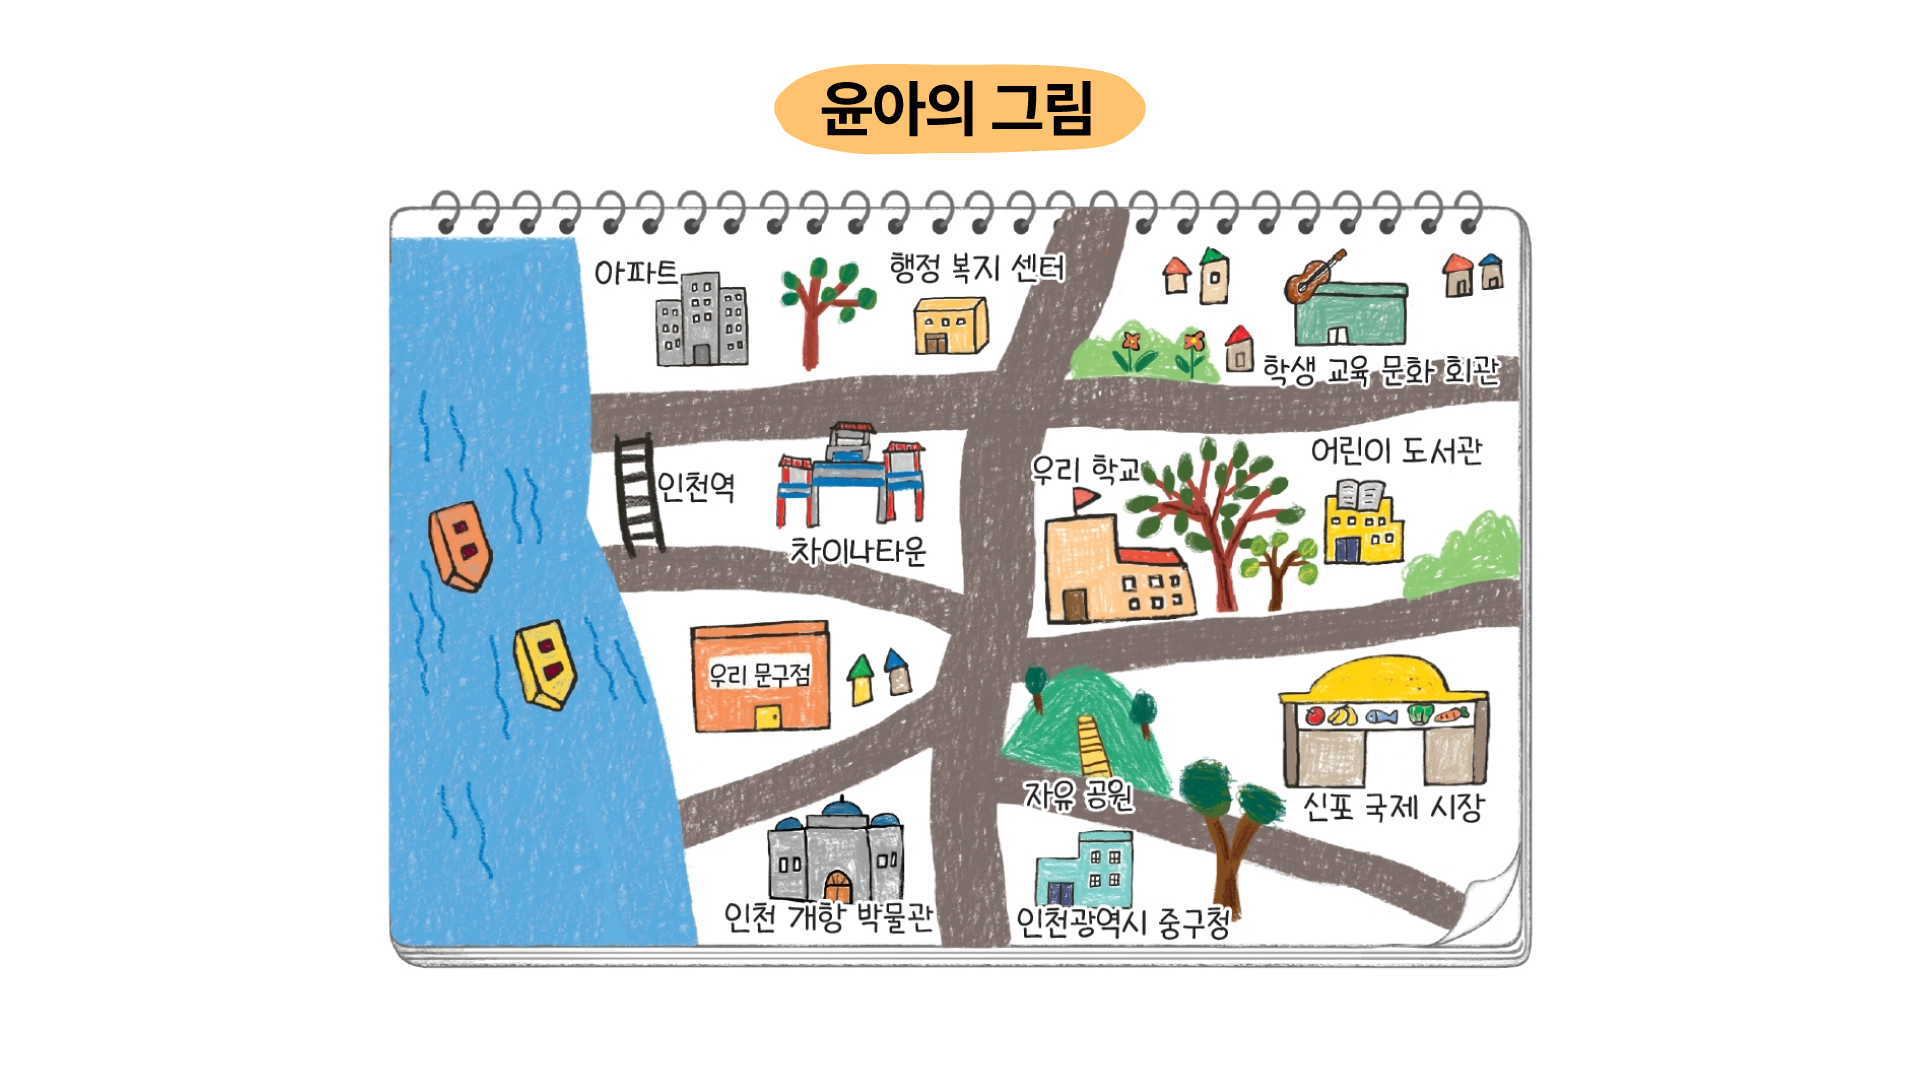 윤아의 그림
아파트
행정 복지 센터
학생 교육 문화 회관
인천역
차이나타운
우리 학교
어린이 도서관
우리 문구점
자유 공원
신포 국제 시장
인천 개항 박물관
인천광역시 중구청